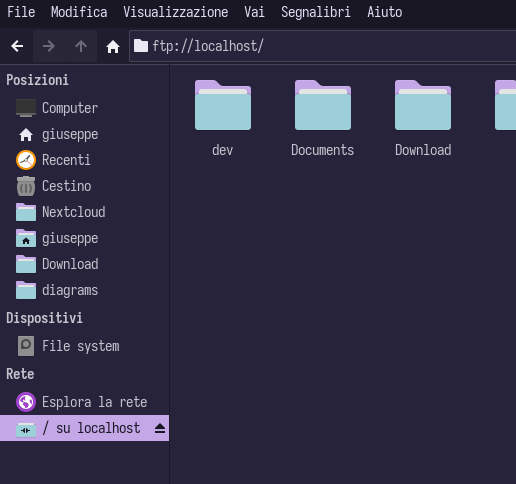 File Modifica Visualizzazione Vai Segnalibri Aiuto
ftp://localhost/
Posizioni
Computer
giuseppe
Recenti
Cestino
Nextcloud
giuseppe
Download
diagrams
Dispositivi
File system
Rete
Esplora la rete
/ su localhost
dev Documents Download